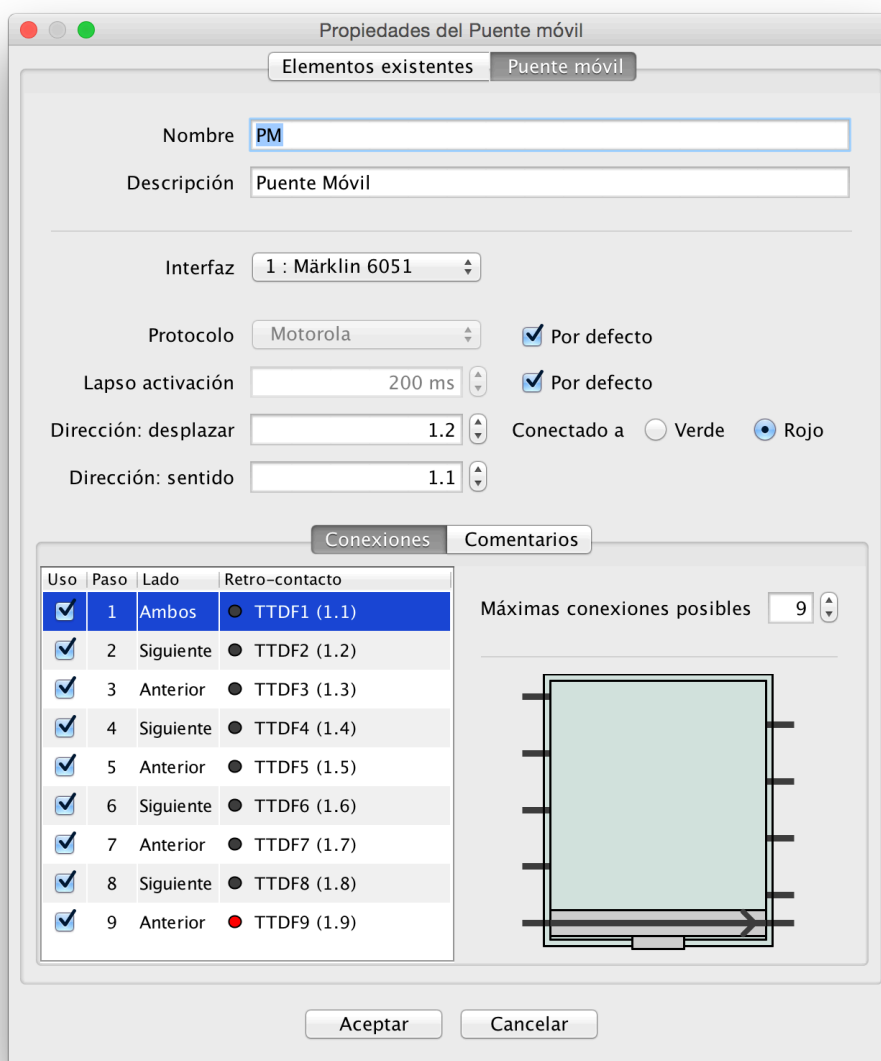 Propiedades del Puente móvil
Elementos existentes Puente móvil
Nombre PM
Descripción Puente Móvil
Interfaz 1 : Märklin 6051
Protocolo Motorola Por defecto
Lapso activación 200 ms Por defecto
Dirección: desplazar 1.2 Conectado a Verde Rojo
Dirección: sentido 1.1
Conexiones Comentarios
Uso Paso Lado Retro-contacto
1 Ambos TTDF1 (1.1)
2 Siguiente TTDF2 (1.2)
3 Anterior TTDF3 (1.3)
4 Siguiente TTDF4 (1.4)
5 Anterior TTDF5 (1.5)
6 Siguiente TTDF6 (1.6)
7 Anterior TTDF7 (1.7)
8 Siguiente TTDF8 (1.8)
9 Anterior TTDF9 (1.9)
Máximas conexiones posibles 9
Aceptar Cancelar